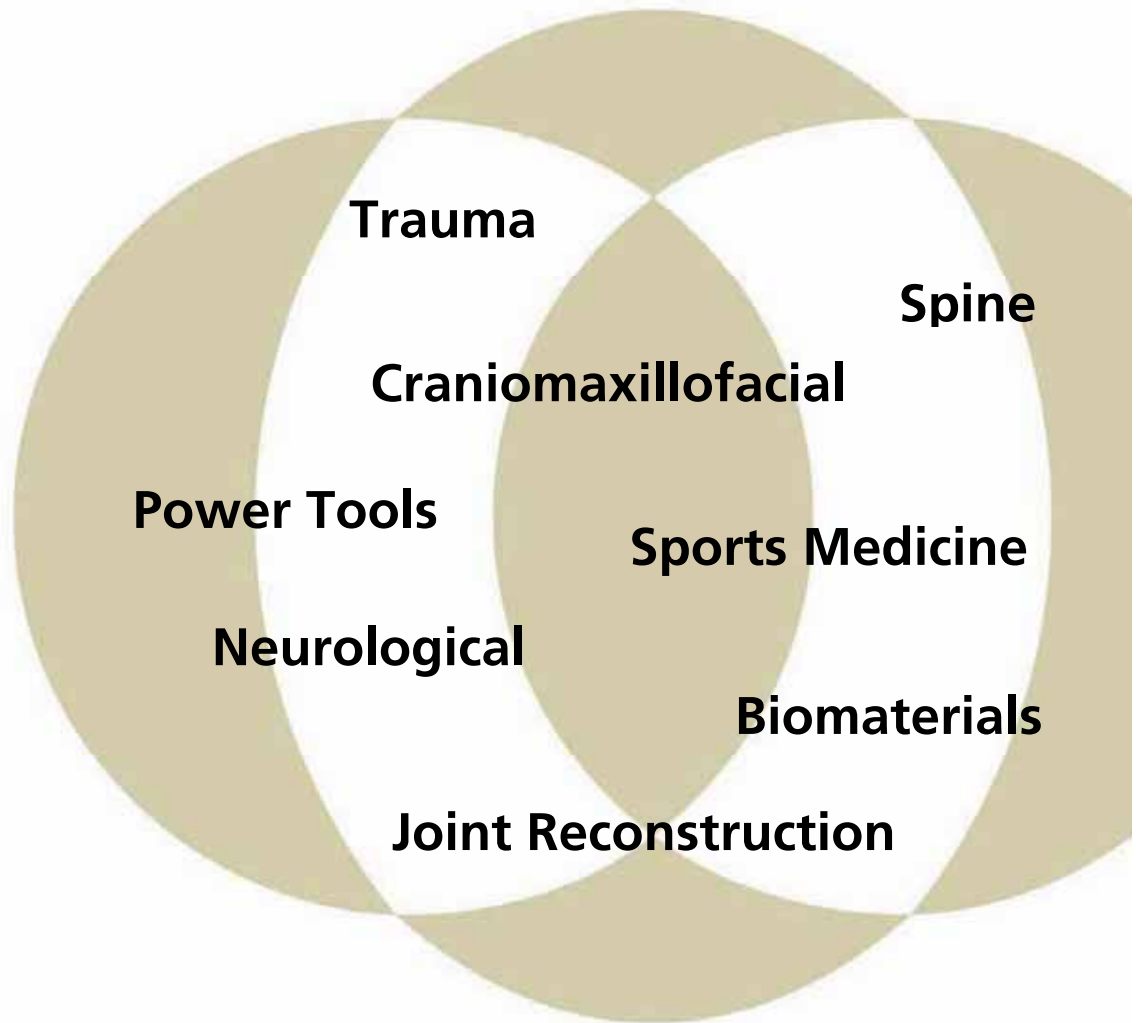 Trauma
Spine
Craniomaxillofacial
Power Tools
Sports Medicine
Neurological
Biomaterials
Joint Reconstruction